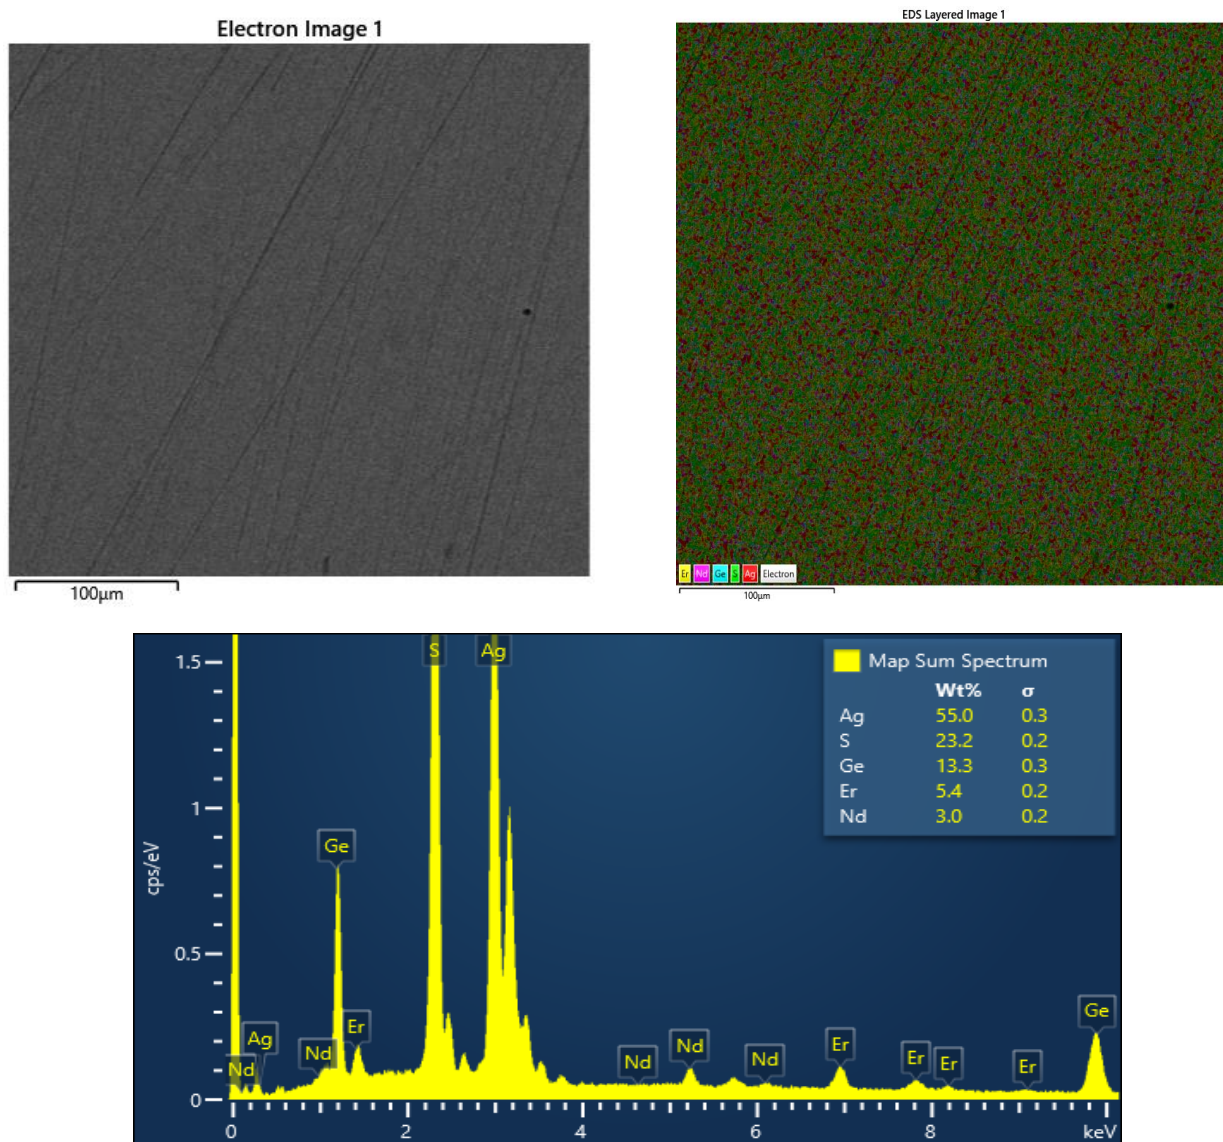 Electron Image 1
100µm
EDS Layered Image 1
Er Nd Ge S Ag Electron
100µm
Map Sum Spectrum
Wt% σ
Ag 55.0 0.3
S 23.2 0.2
Ge 13.3 0.3
Er 5.4 0.2
Nd 3.0 0.2
cps/eV
1.5
1
0.5
0
S
Ag
Ge
Nd
Ag
Nd
Er
Nd
Nd
Nd
Er
Er
Er
Er
Ge
0 2 4 6 8 keV